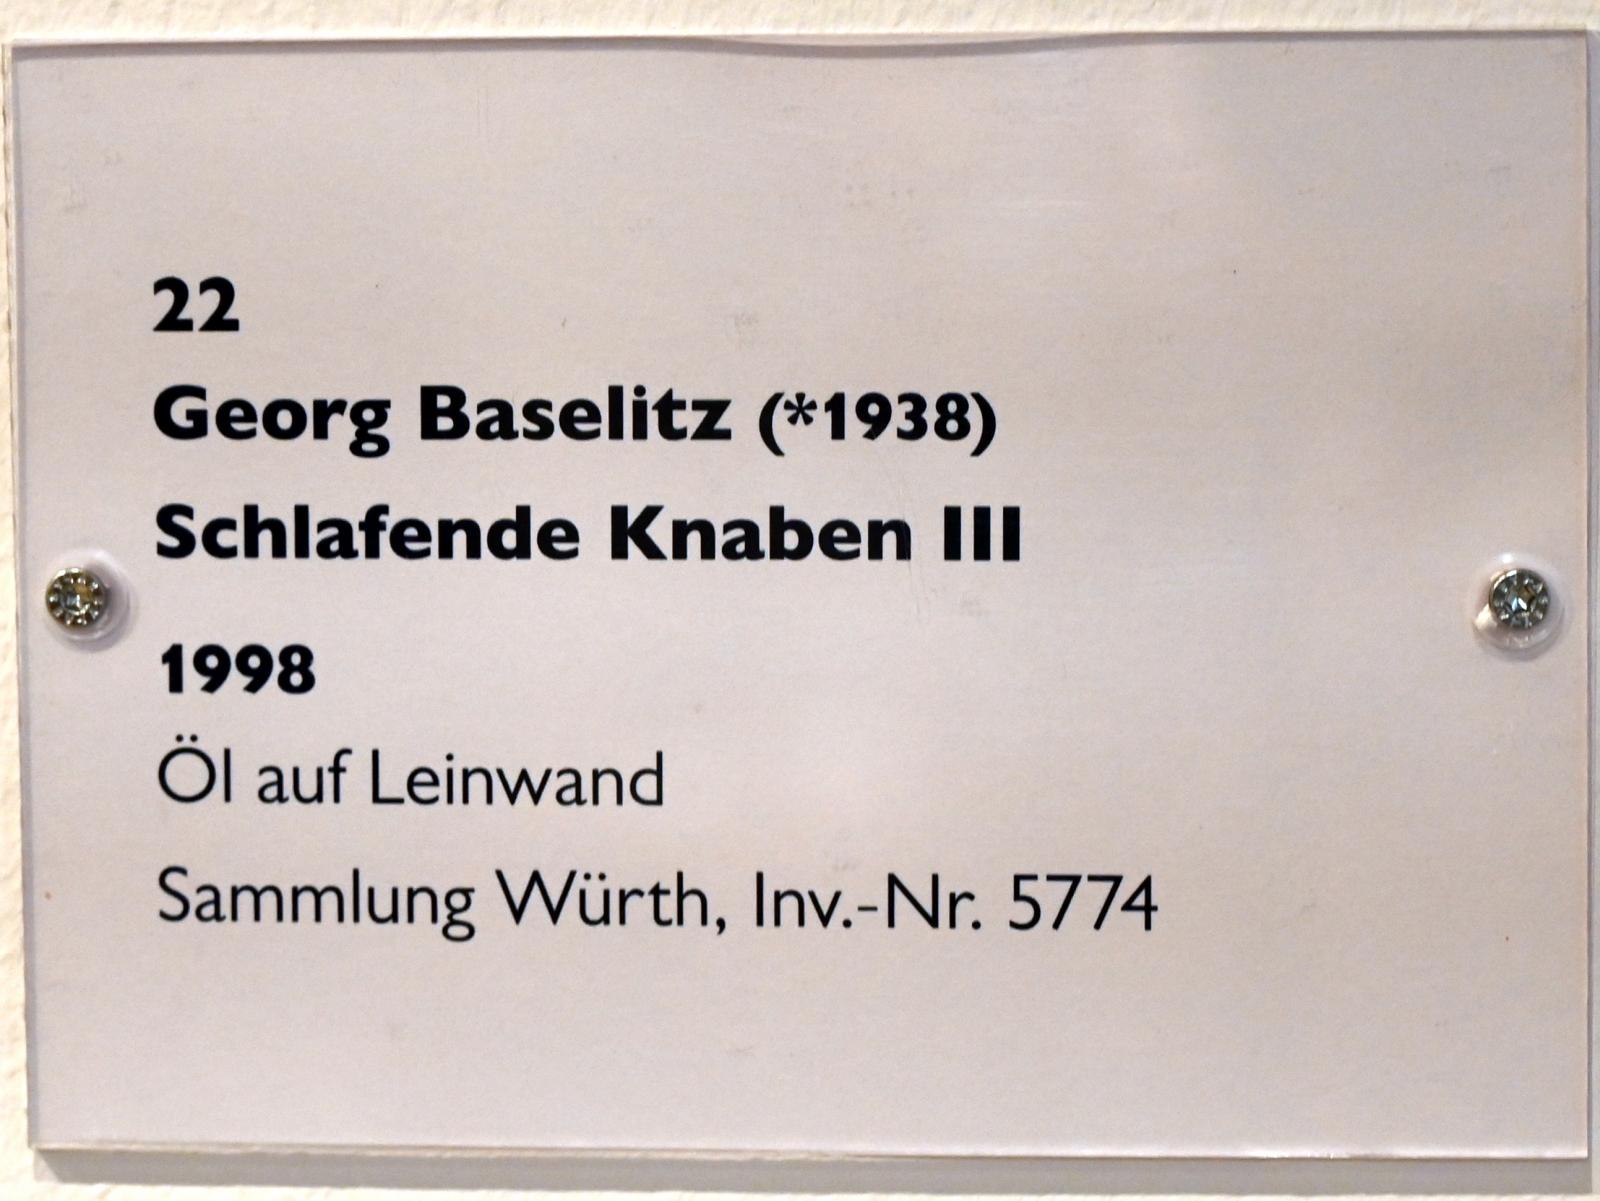 22
Georg Baselitz (*1938)
Schlafende Knaben III
1998
Öl auf Leinwand
Sammlung Würth, Inv.-Nr. 5774